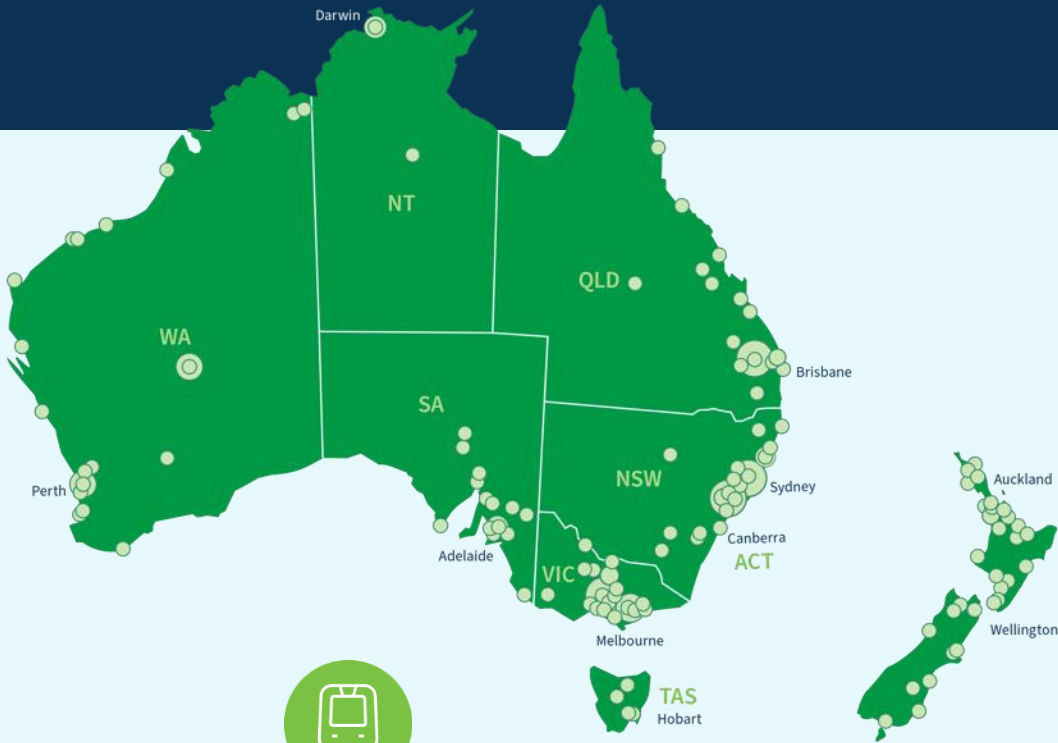 Darwin
NT
QLD
WA
Brisbane
SA
NSW
Auckland
Perth
Sydney
Canberra
Adelaide
ACT
VIC
Wellington
Melbourne
TAS
Hobart